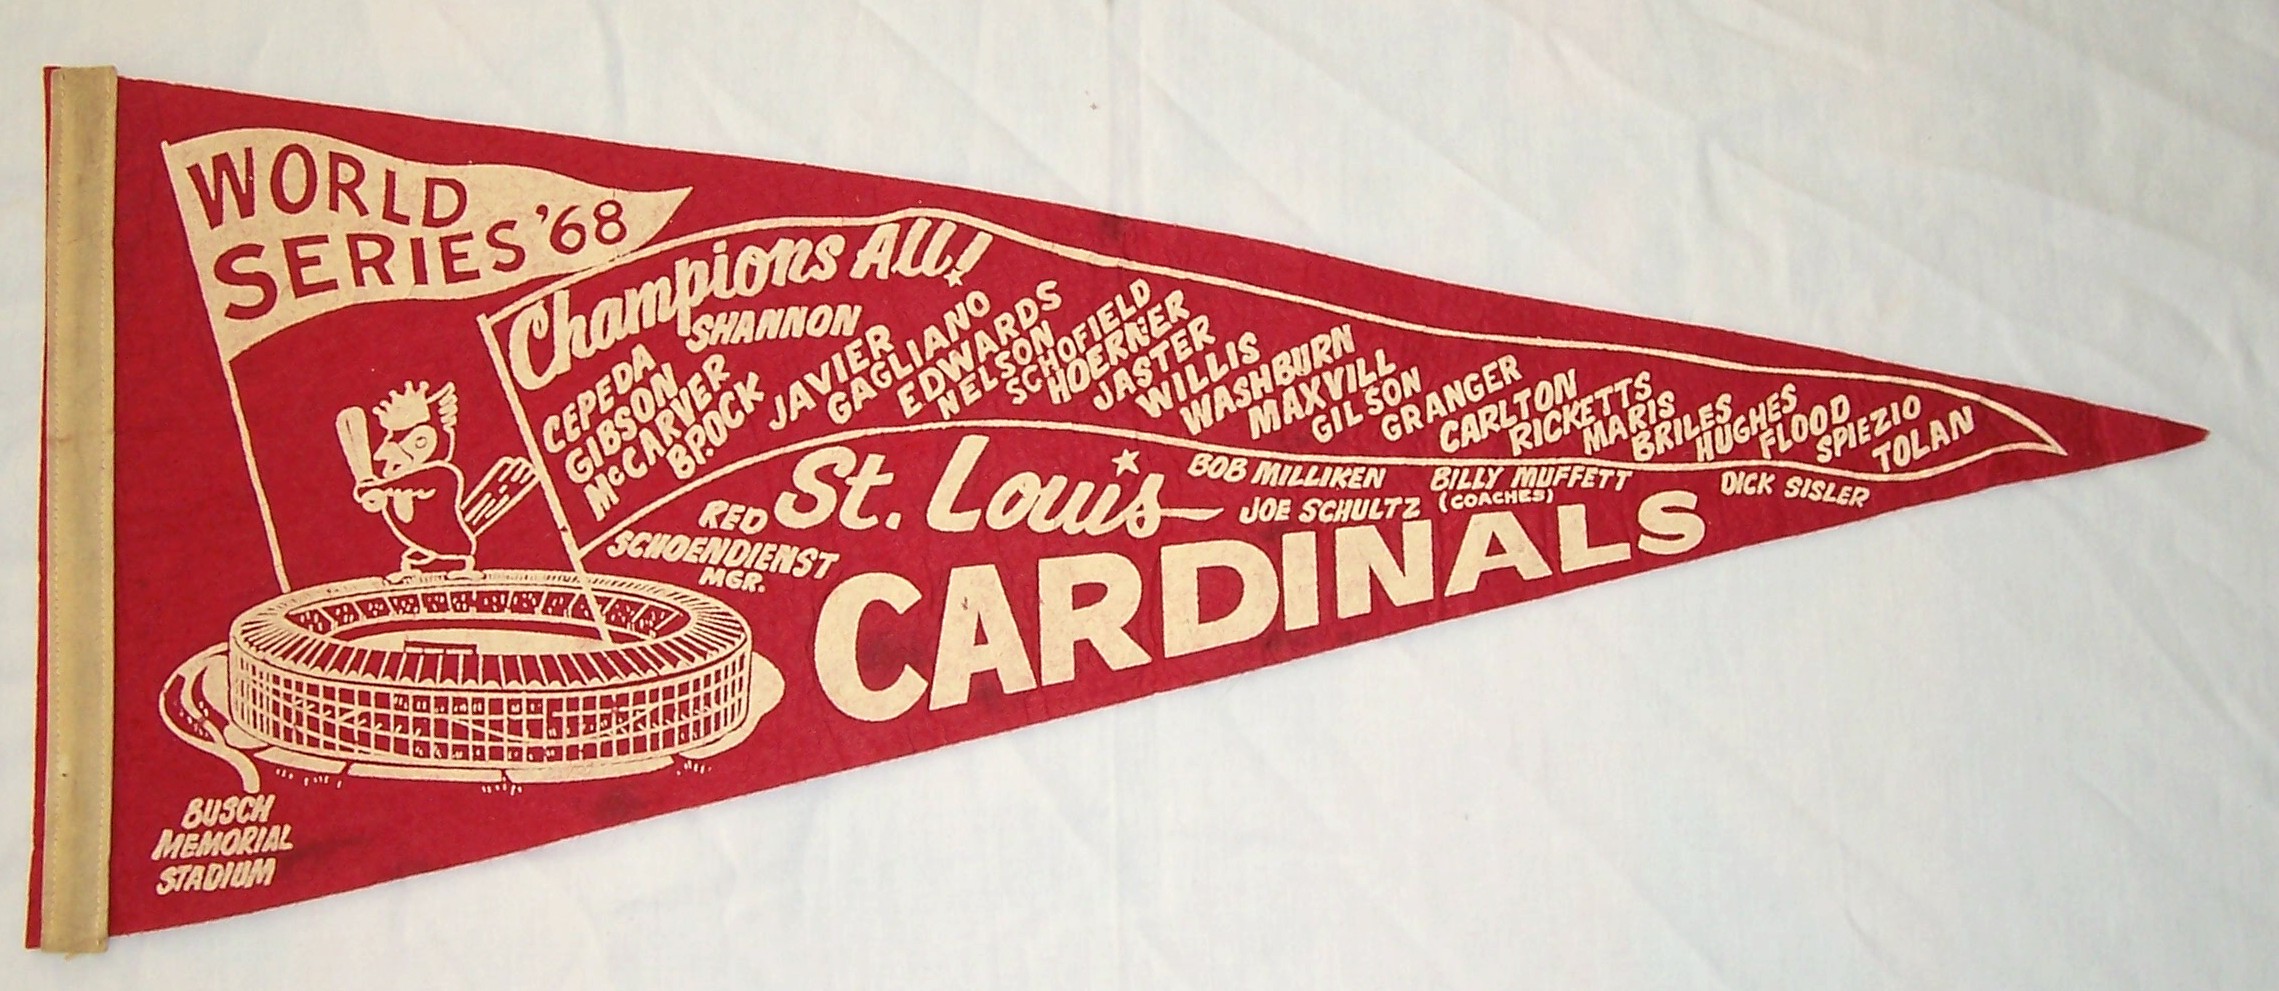 WORLD
SERIES '68
Champions All!
SHANNON
CEPEDA
GIBSON
McCARVER
BROCK
JAVIER
GAGLIANO
EDWARDS
NELSON
SCHOFIELD
HOERNER
JASTER
WILLIS
WASHBURN
MAXVILL
GILSON
GRANGER
CARLTON
RICKETTS
MARIS
BRILES
HUGHES
FLOOD
SPIEZIO
TOLAN
RED
SCHOENDIENST
MGR.
St. Louis
BOB MILLIKEN
BILLY MUFFETT
DICK SISLER
JOE SCHULTZ
(COACHES)
CARDINALS
BUSCH
MEMORIAL
STADIUM